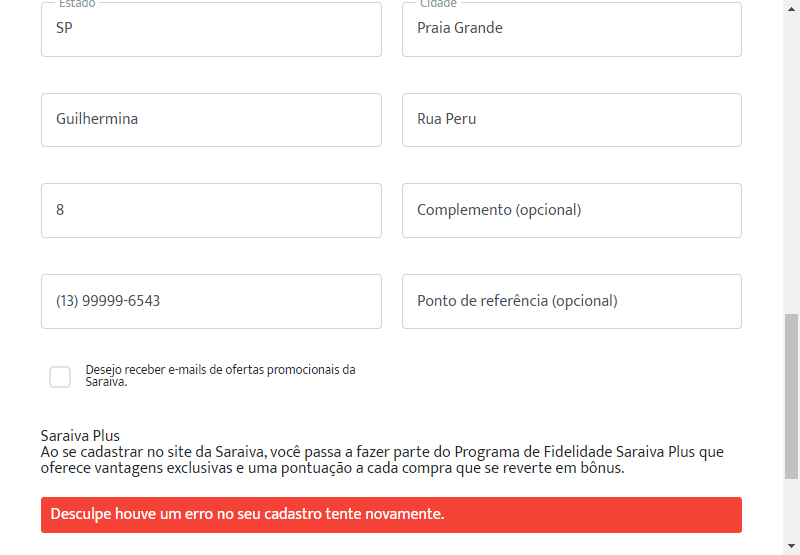 Estado
Cidade
SP
Praia Grande
Guilhermina
Rua Peru
8
Complemento (opcional)
(13) 99999-6543
Ponto de referência (opcional)
Desejo receber e-mails de ofertas promocionais da
Saraiva.
Saraiva Plus
Ao se cadastrar no site da Saraiva, você passa a fazer parte do Programa de Fidelidade Saraiva Plus que
oferece vantagens exclusivas e uma pontuação a cada compra que se reverte em bônus.
Desculpe houve um erro no seu cadastro tente novamente.